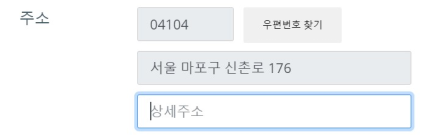 주소 04104 우편번호 찾기
서울 마포구 신촌로 176
상세주소